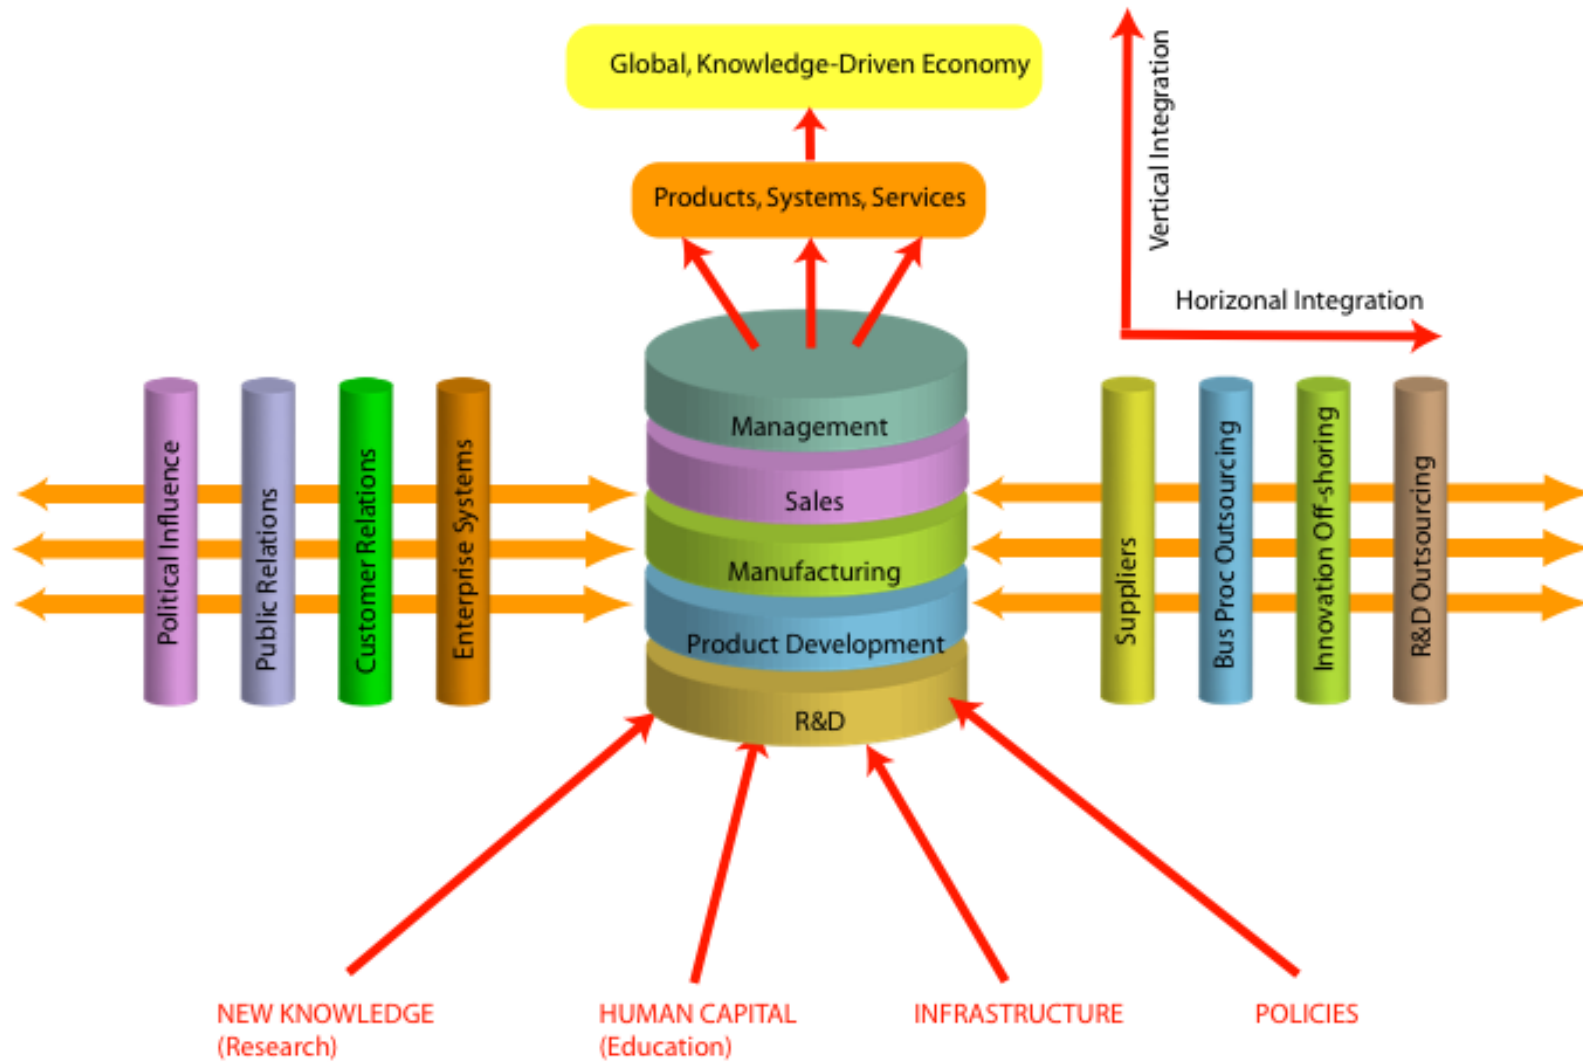 Global, Knowledge-Driven Economy
Products, Systems, Services
Vertical Integration
Horizonal Integration
Political Influence
Public Relations
Customer Relations
Enterprise Systems
Management
Sales
Manufacturing
Product Development
R&D
Suppliers
Bus Proc Outsourcing
Innovation Off-shoring
R&D Outsourcing
NEW KNOWLEDGE
(Research)
HUMAN CAPITAL
(Education)
INFRASTRUCTURE
POLICIES